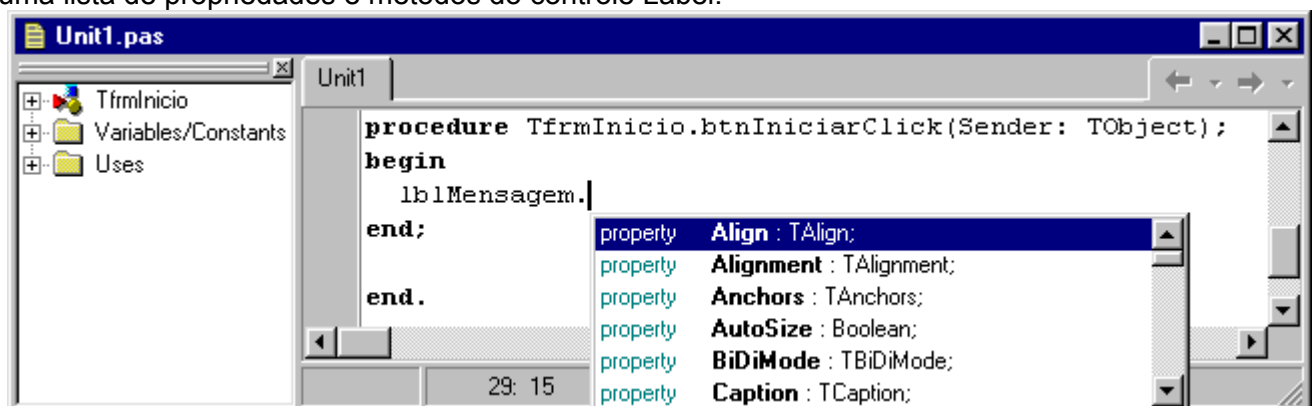 uma lista de propriedades e métodos do controle Label.
Unit1.pas
TfrmInicio
Variables/Constants
Uses
Unit1
procedure TfrmInicio.btnIniciarClick(Sender: TObject);
begin
lblMensagem.
end;
end.
property Align : TAlign;
property Alignment : TAlignment;
property Anchors : TAnchors;
property AutoSize : Boolean;
property BiDiMode : TBiDiMode;
property Caption : TCaption;
29: 15